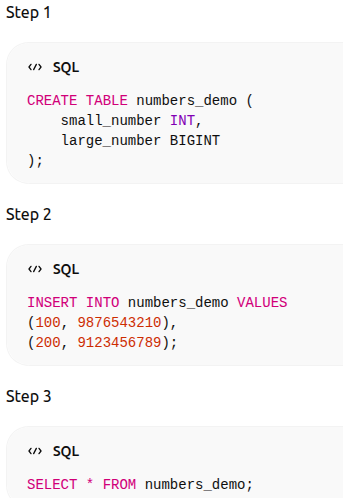 Step 1
</> SQL
CREATE TABLE numbers_demo (
    small_number INT,
    large_number BIGINT
);
Step 2
</> SQL
INSERT INTO numbers_demo VALUES
(100, 9876543210),
(200, 9123456789);
Step 3
</> SQL
SELECT * FROM numbers_demo;